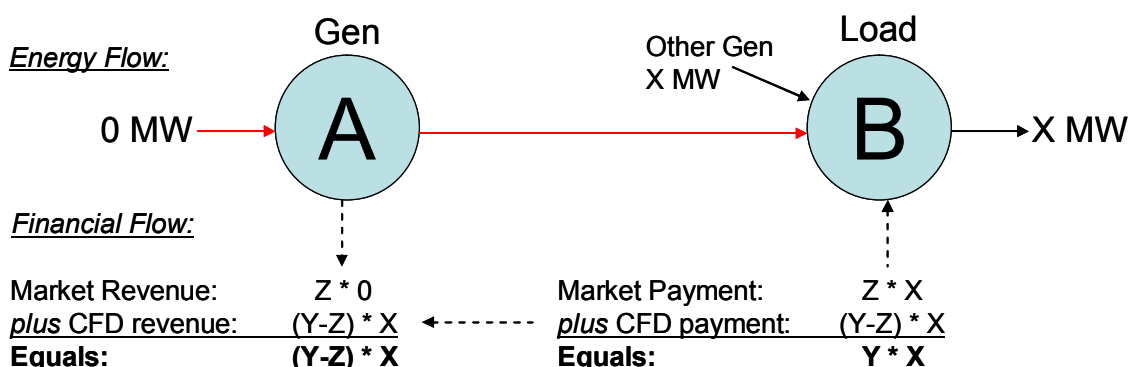 Gen
Load
Energy Flow:
Other Gen
X MW
0 MW
A
B
X MW
Financial Flow:
Market Revenue: Z * 0
plus CFD revenue: (Y-Z) * X
Equals: (Y-Z) * X
Market Payment: Z * X
plus CFD payment: (Y-Z) * X
Equals: Y * X